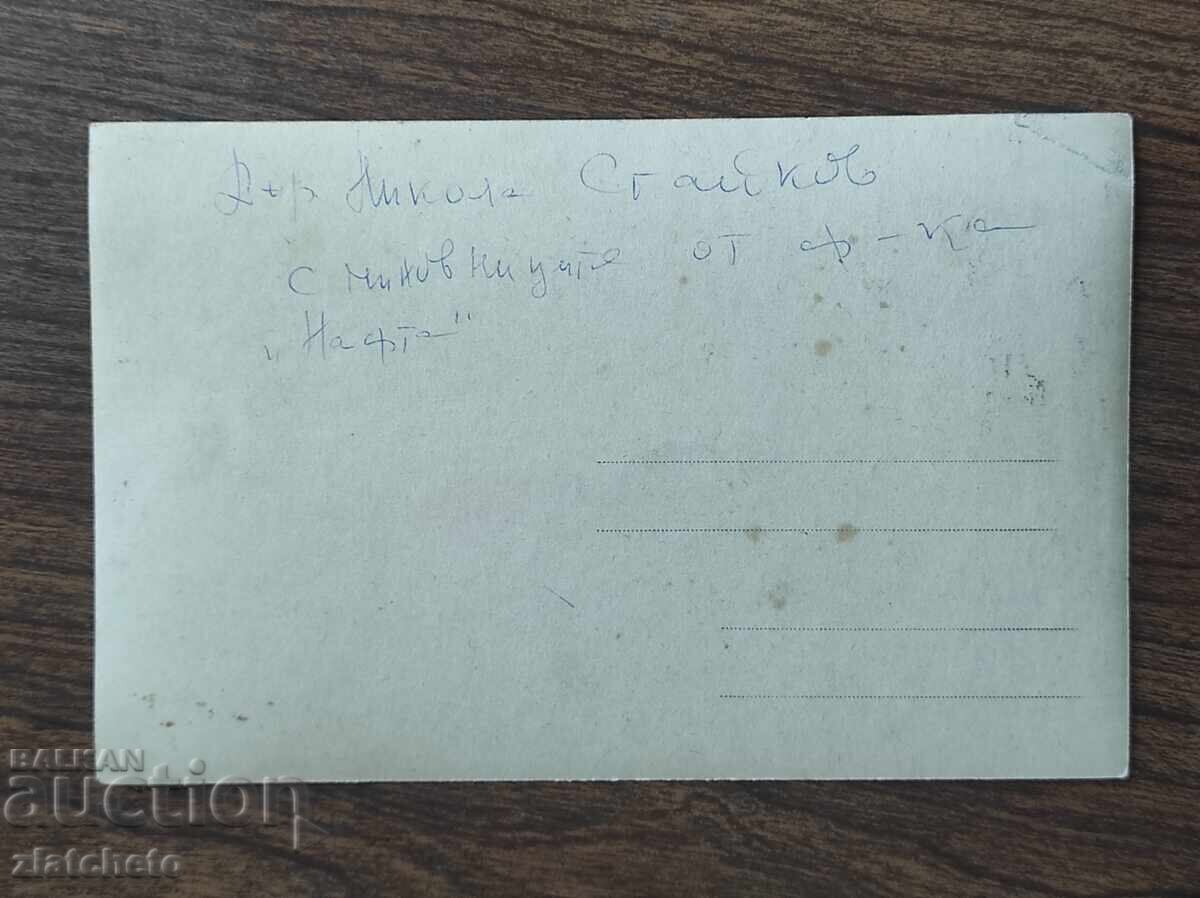 Д-р Никола Стайков
с чиновниците от ф-ка
„Нафта"
BALKAN
auction
zlatcheto